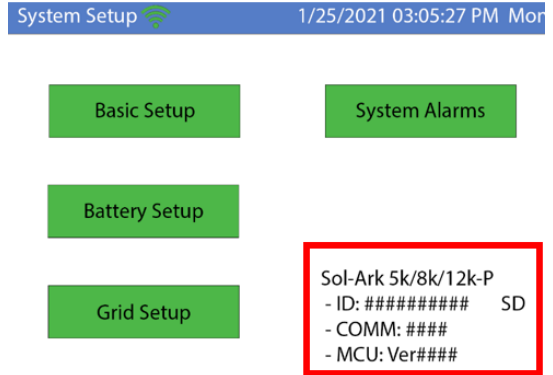 System Setup 1/25/2021 03:05:27 PM Mon
Basic Setup System Alarms
Battery Setup
Grid Setup
Sol-Ark 5k/8k/12k-P
- ID: ########## SD
- COMM: ####
- MCU: Ver####